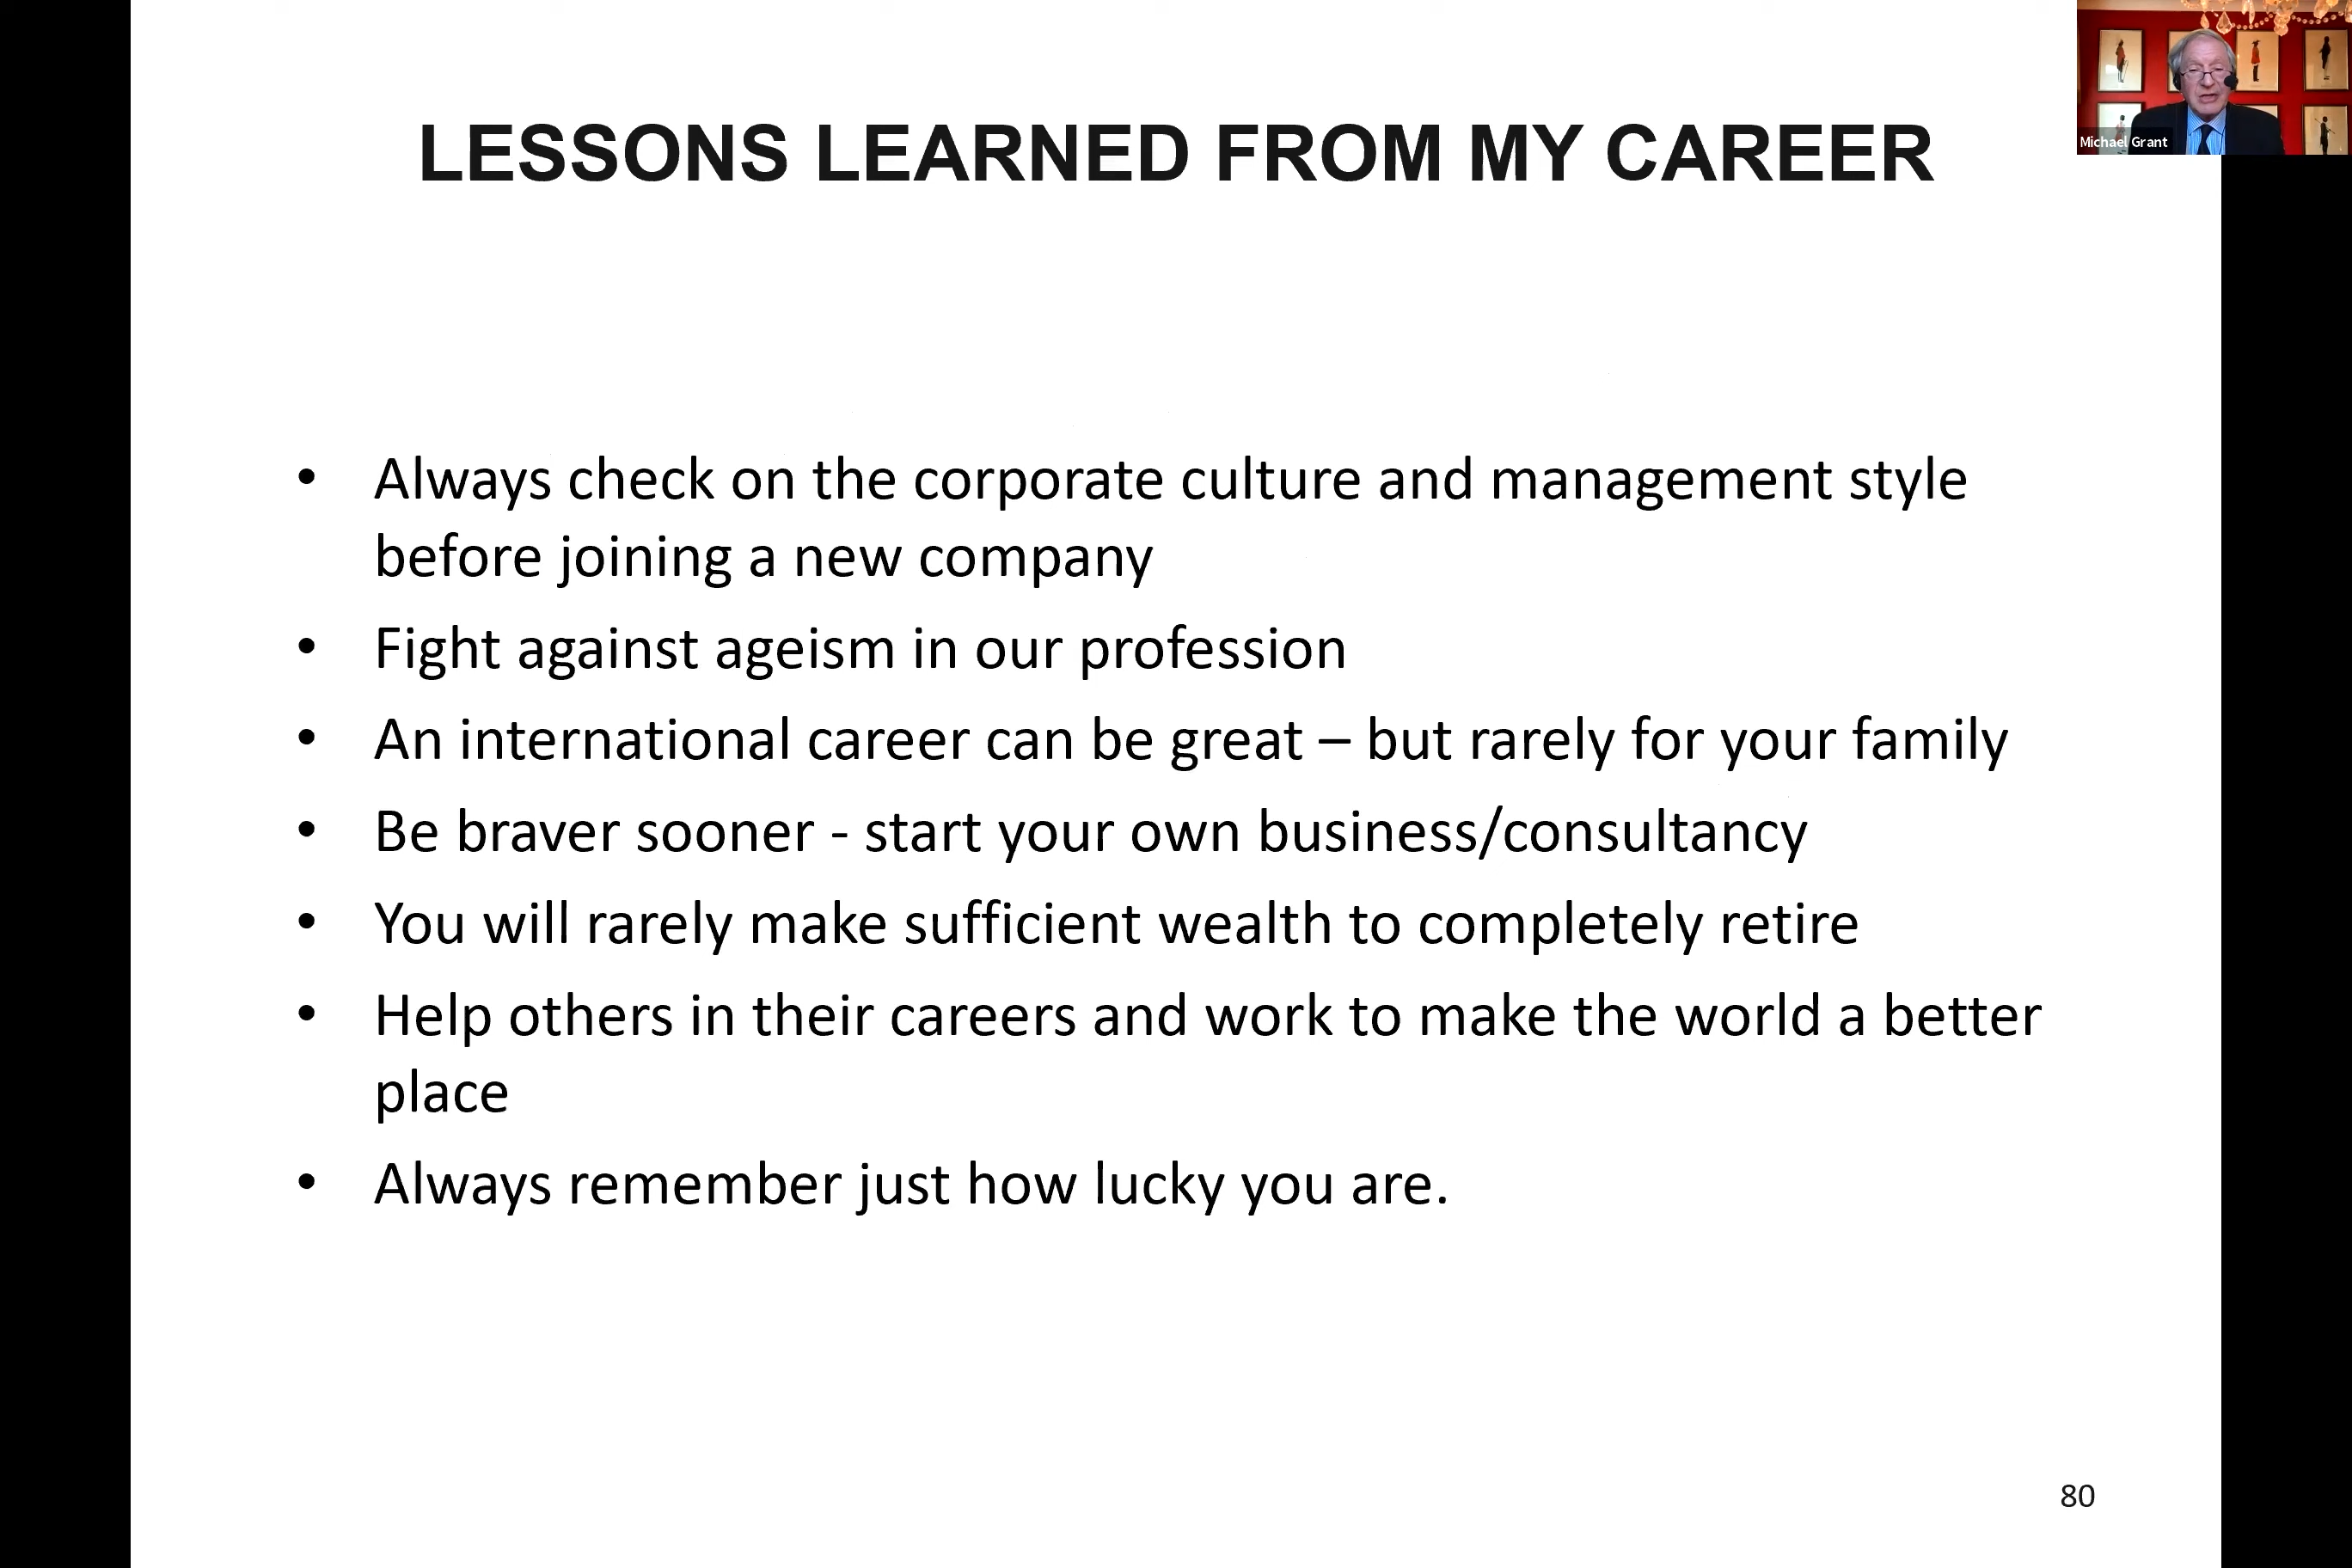 LESSONS LEARNED FROM MY CAREER
Michael Grant
• Always check on the corporate culture and management style
before joining a new company
• Fight against ageism in our profession
• An international career can be great – but rarely for your family
• Be braver sooner - start your own business/consultancy
• You will rarely make sufficient wealth to completely retire
• Help others in their careers and work to make the world a better
place
• Always remember just how lucky you are.
80